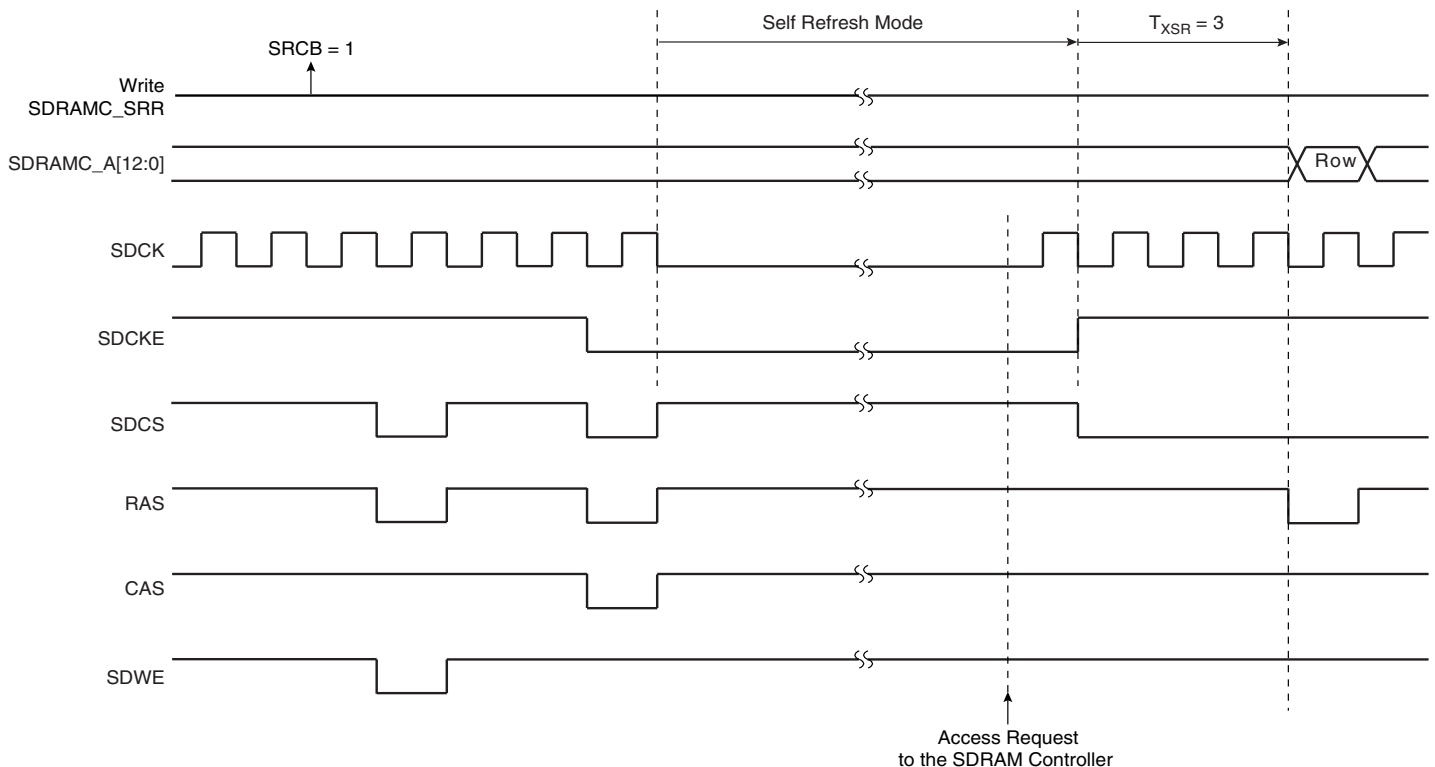 Self Refresh Mode
TXSR = 3
SRCB = 1
Write
SDRAMC_SRR
SDRAMC_A[12:0]
Row
SDCK
SDCKE
SDCS
RAS
CAS
SDWE
Access Request
to the SDRAM Controller